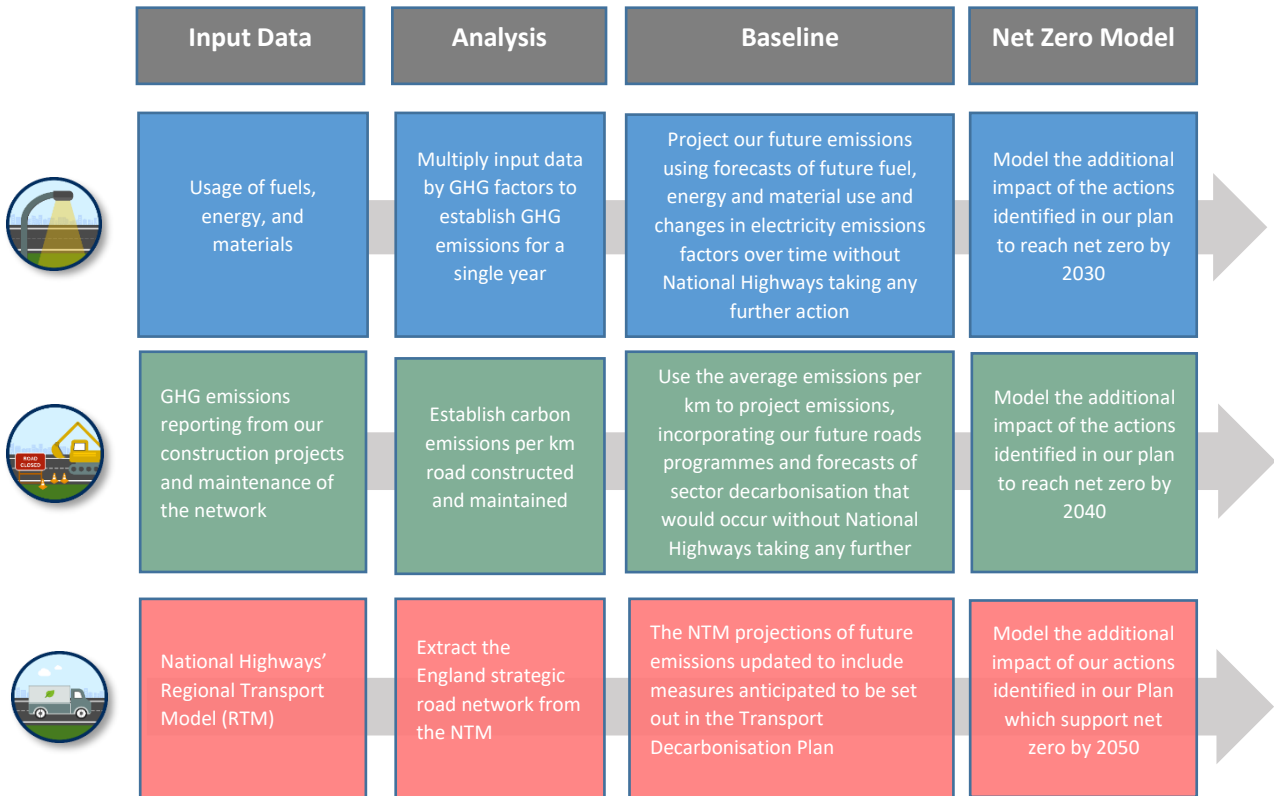 Input Data
Analysis
Baseline
Net Zero Model
Usage of fuels,
energy, and
materials
Multiply input data
by GHG factors to
establish GHG
emissions for a
single year
Project our future emissions
using forecasts of future fuel,
energy and material use and
changes in electricity emissions
factors over time without
National Highways taking any
further action
Model the additional
impact of the actions
identified in our plan
to reach net zero by
2030
ROAD
CLOSED
GHG emissions
reporting from our
construction projects
and maintenance of
the network
Establish carbon
emissions per km
road constructed
and maintained
Use the average emissions per
km to project emissions,
incorporating our future roads
programmes and forecasts of
sector decarbonisation that
would occur without National
Highways taking any further
Model the additional
impact of the actions
identified in our plan
to reach net zero by
2040
National Highways’
Regional Transport
Model (RTM)
Extract the
England strategic
road network from
the NTM
The NTM projections of future
emissions updated to include
measures anticipated to be set
out in the Transport
Decarbonisation Plan
Model the additional
impact of our actions
identified in our Plan
which support net
zero by 2050